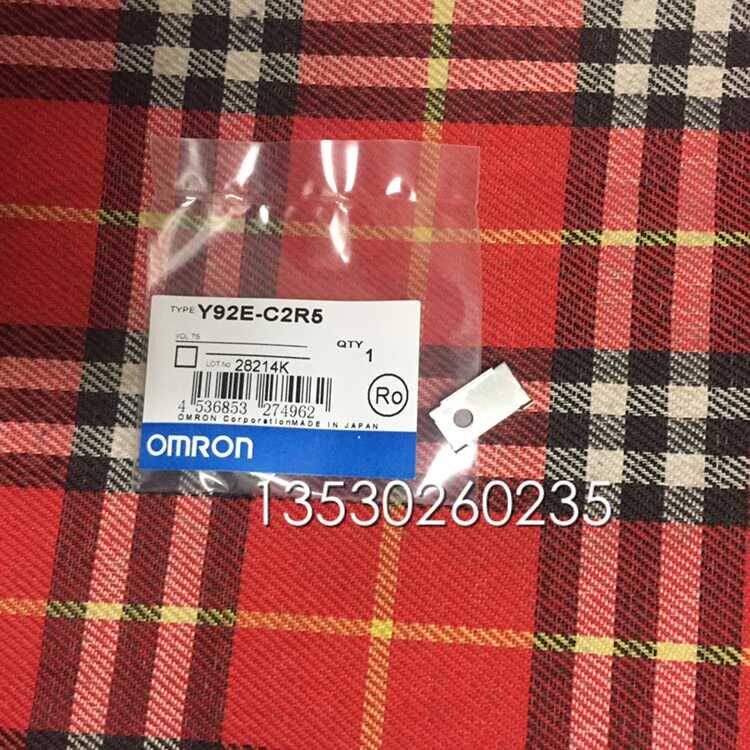 TYPE Y92E-C2R5
VOLTS
QTY 1
LOT No 28214K
4 536853 274962
Ro
OMRON Corporation MADE IN JAPAN
OMRON
13530260235